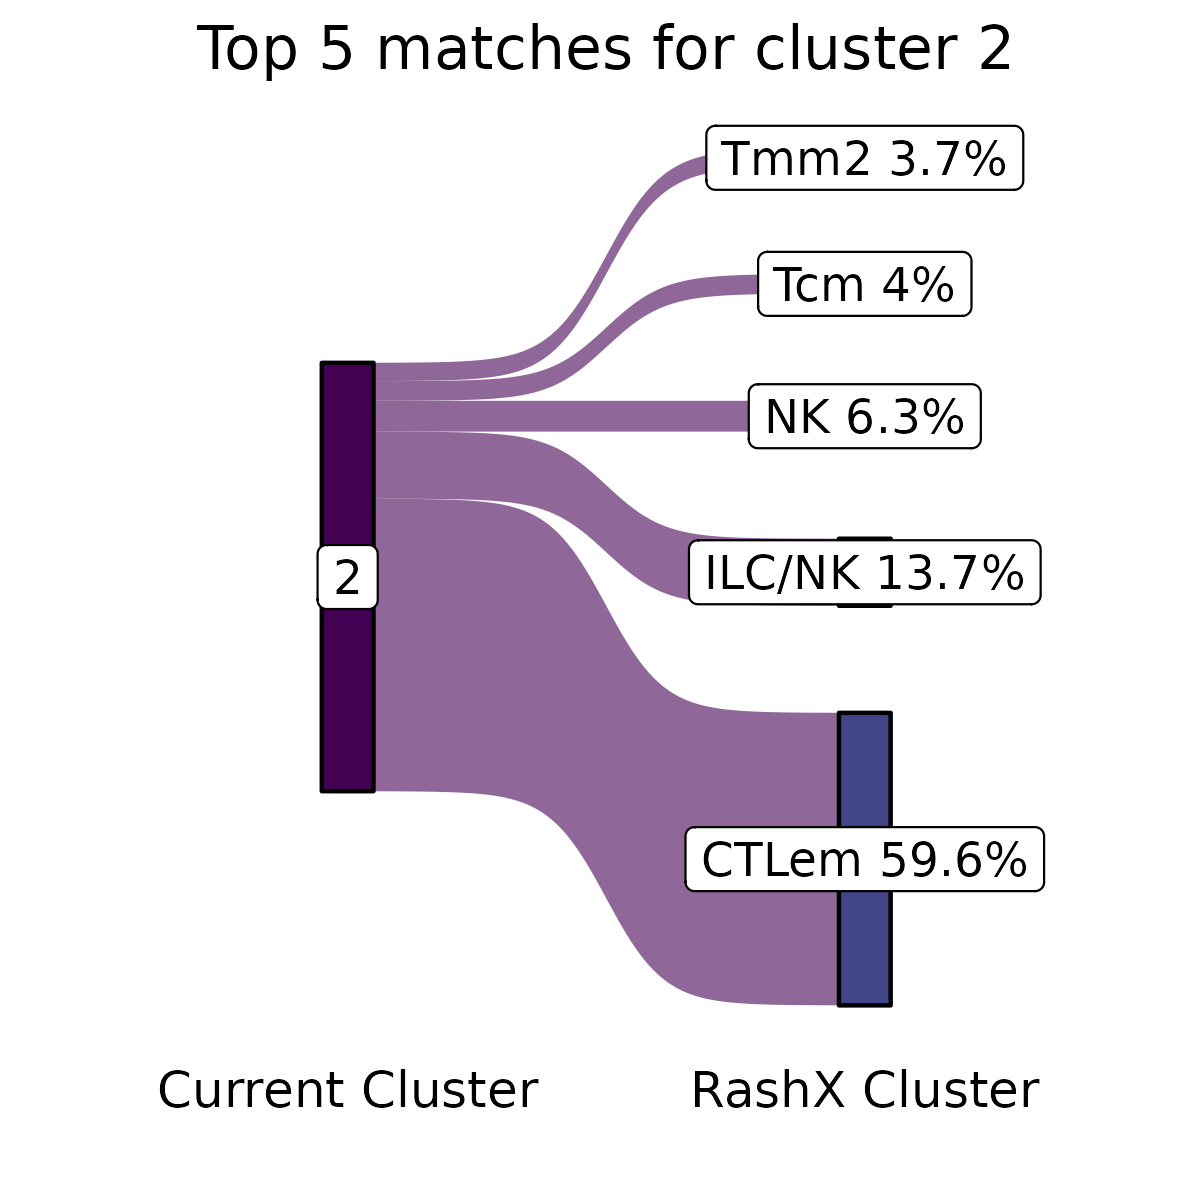 Top 5 matches for cluster 2
Tmm2 3.7%
Tcm 4%
NK 6.3%
ILC/NK 13.7%
2
CTLem 59.6%
Current Cluster
RashX Cluster